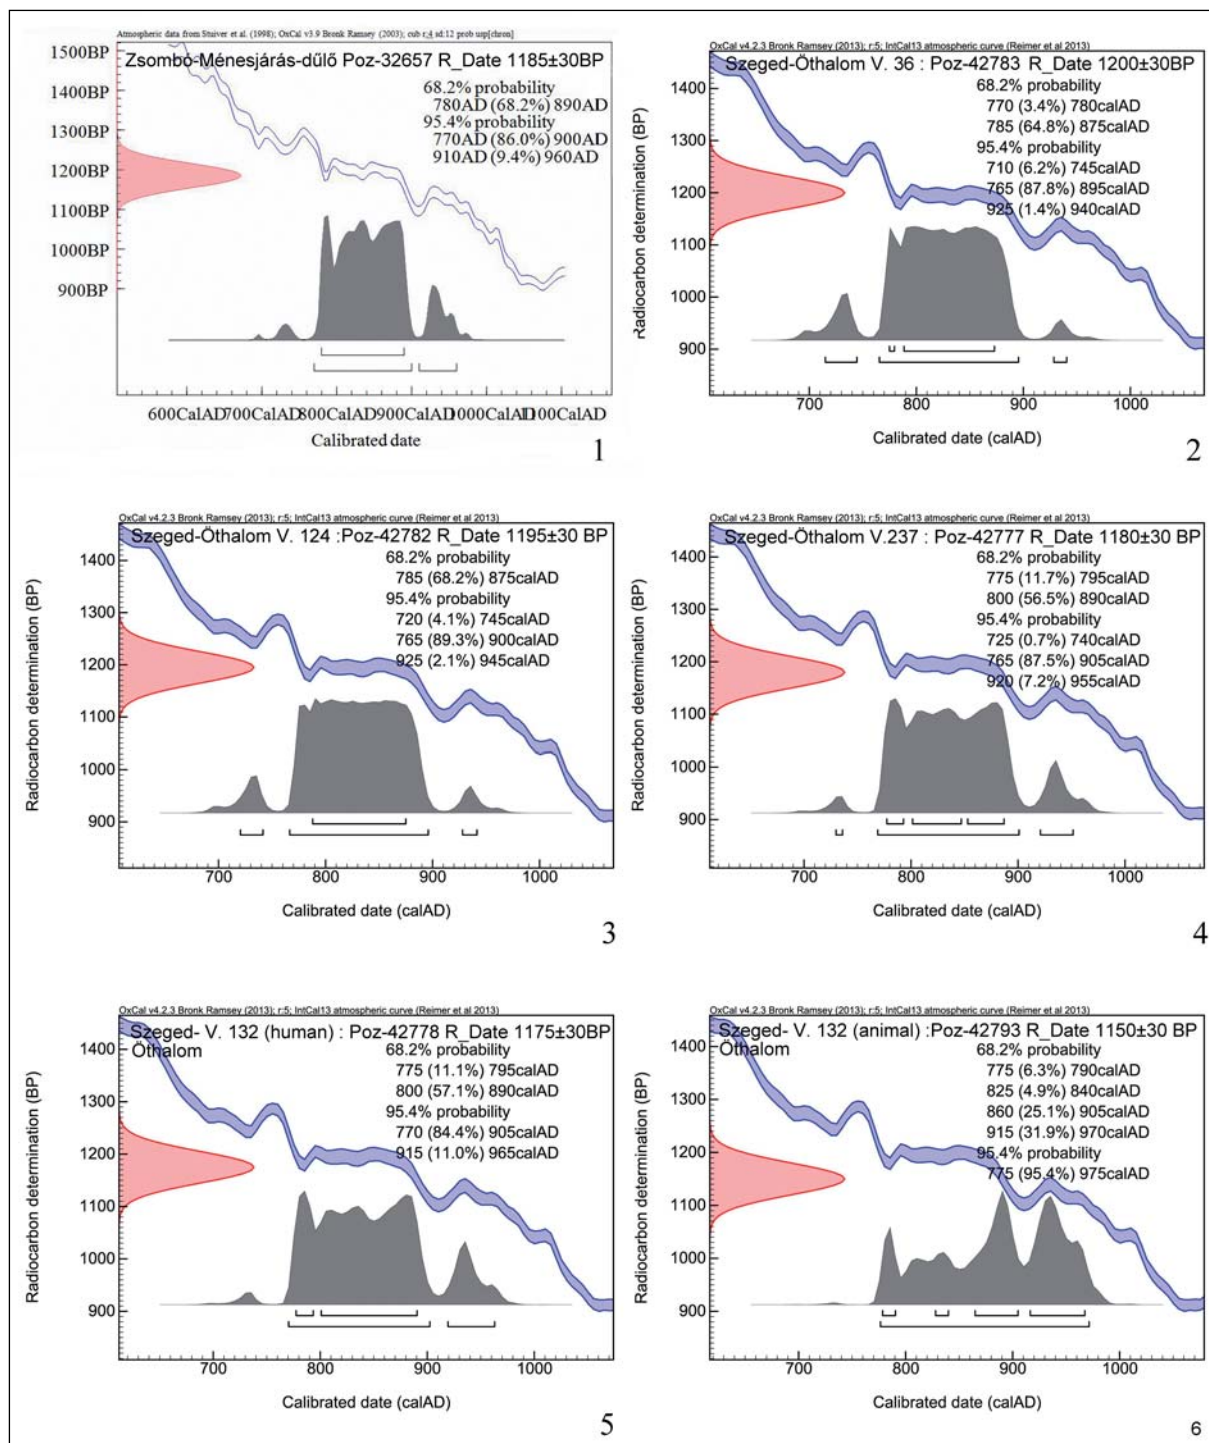 Atmospheric data from Stuiver et al. (1998); OxCal v3.9 Bronk Ramsey (2003); cub r:4 sd:12 prob usp[chron]
Zsombó-Ménesjárás-dűlő Poz-32657 R_Date 1185±30BP
68.2% probability
780AD (68.2%) 890AD
95.4% probability
770AD (86.0%) 900AD
910AD (9.4%) 960AD
1500BP
1400BP
1300BP
1200BP
1100BP
1000BP
900BP
600CalAD 700CalAD 800CalAD 900CalAD 1000CalAD 1100CalAD
Calibrated date
1
OxCal v4.2.3 Bronk Ramsey (2013); r:5; IntCal13 atmospheric curve (Reimer et al 2013)
Szeged-Öthalom V. 36 : Poz-42783 R_Date 1200±30BP
68.2% probability
770 (3.4%) 780calAD
785 (64.8%) 875calAD
95.4% probability
710 (6.2%) 745calAD
765 (87.8%) 895calAD
925 (1.4%) 940calAD
Radiocarbon determination (BP)
1400
1300
1200
1100
1000
900
700 800 900 1000
Calibrated date (calAD)
2
OxCal v4.2.3 Bronk Ramsey (2013); r:5; IntCal13 atmospheric curve (Reimer et al 2013)
Szeged-Öthalom V. 124 :Poz-42782 R_Date 1195±30 BP
68.2% probability
785 (68.2%) 875calAD
95.4% probability
720 (4.1%) 745calAD
765 (89.3%) 900calAD
925 (2.1%) 945calAD
Radiocarbon determination (BP)
1400
1300
1200
1100
1000
900
700 800 900 1000
Calibrated date (calAD)
3
OxCal v4.2.3 Bronk Ramsey (2013); r:5; IntCal13 atmospheric curve (Reimer et al 2013)
Szeged-Öthalom V.237 : Poz-42777 R_Date 1180±30 BP
68.2% probability
775 (11.7%) 795calAD
800 (56.5%) 890calAD
95.4% probability
725 (0.7%) 740calAD
765 (87.5%) 905calAD
920 (7.2%) 955calAD
Radiocarbon determination (BP)
1400
1300
1200
1100
1000
900
700 800 900 1000
Calibrated date (calAD)
4
OxCal v4.2.3 Bronk Ramsey (2013); r:5; IntCal13 atmospheric curve (Reimer et al 2013)
Szeged- V. 132 (human) : Poz-42778 R_Date 1175±30BP
Öthalom
68.2% probability
775 (11.1%) 795calAD
800 (57.1%) 890calAD
95.4% probability
770 (84.4%) 905calAD
915 (11.0%) 965calAD
Radiocarbon determination (BP)
1400
1300
1200
1100
1000
900
700 800 900 1000
Calibrated date (calAD)
5
OxCal v4.2.3 Bronk Ramsey (2013); r:5; IntCal13 atmospheric curve (Reimer et al 2013)
Szeged- V. 132 (animal) :Poz-42793 R_Date 1150±30 BP
Öthalom
68.2% probability
775 (6.3%) 790calAD
825 (4.9%) 840calAD
860 (25.1%) 905calAD
915 (31.9%) 970calAD
95.4% probability
775 (95.4%) 975calAD
Radiocarbon determination (BP)
1400
1300
1200
1100
1000
900
700 800 900 1000
Calibrated date (calAD)
6